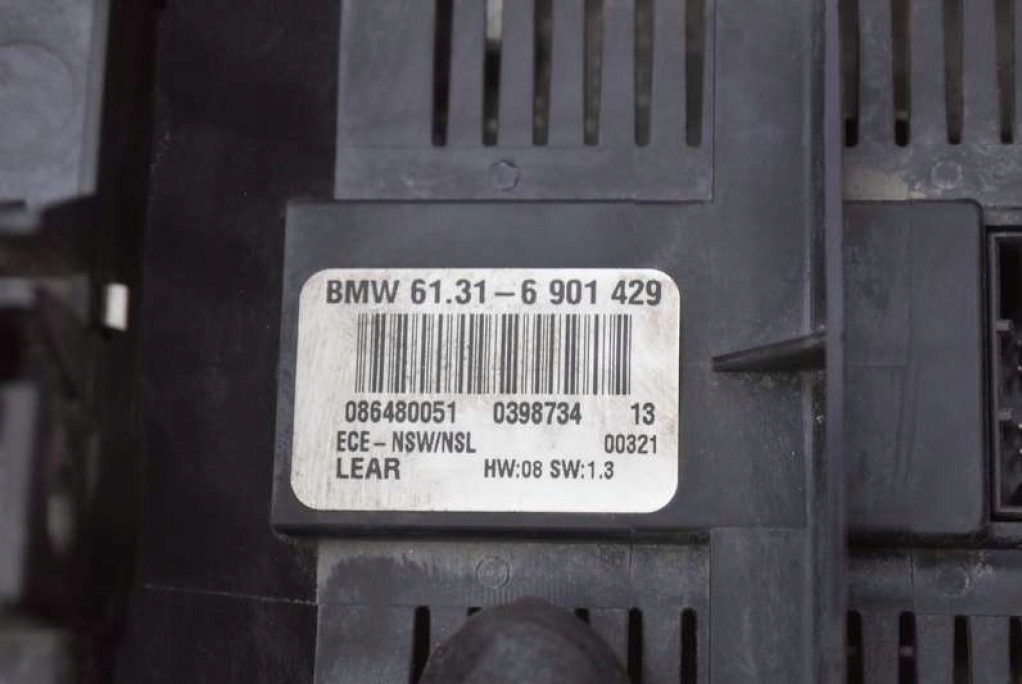 BMW 61.31-6 901 429
086480051 0398734 13
ECE-NSW/NSL 00321
LEAR HW:08 SW:1.3